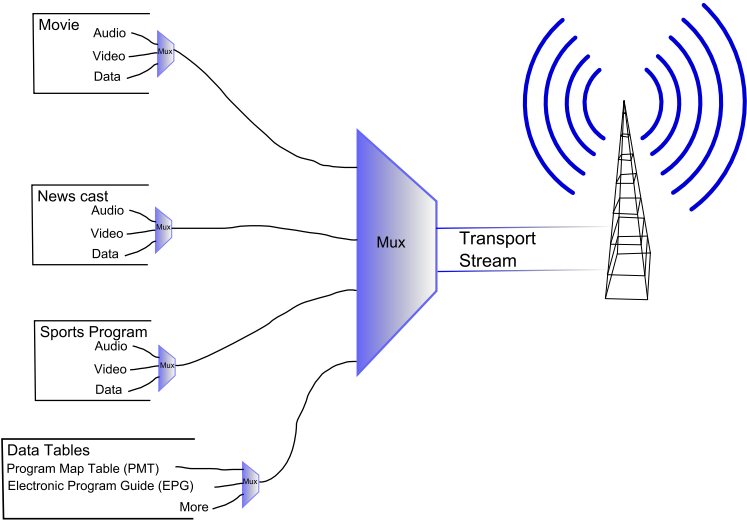 Movie
Audio
Video
Data
Mux
News cast
Audio
Video
Data
Mux
Sports Program
Audio
Video
Data
Mux
Data Tables
Program Map Table (PMT)
Electronic Program Guide (EPG)
More
Mux
Mux
Transport
Stream